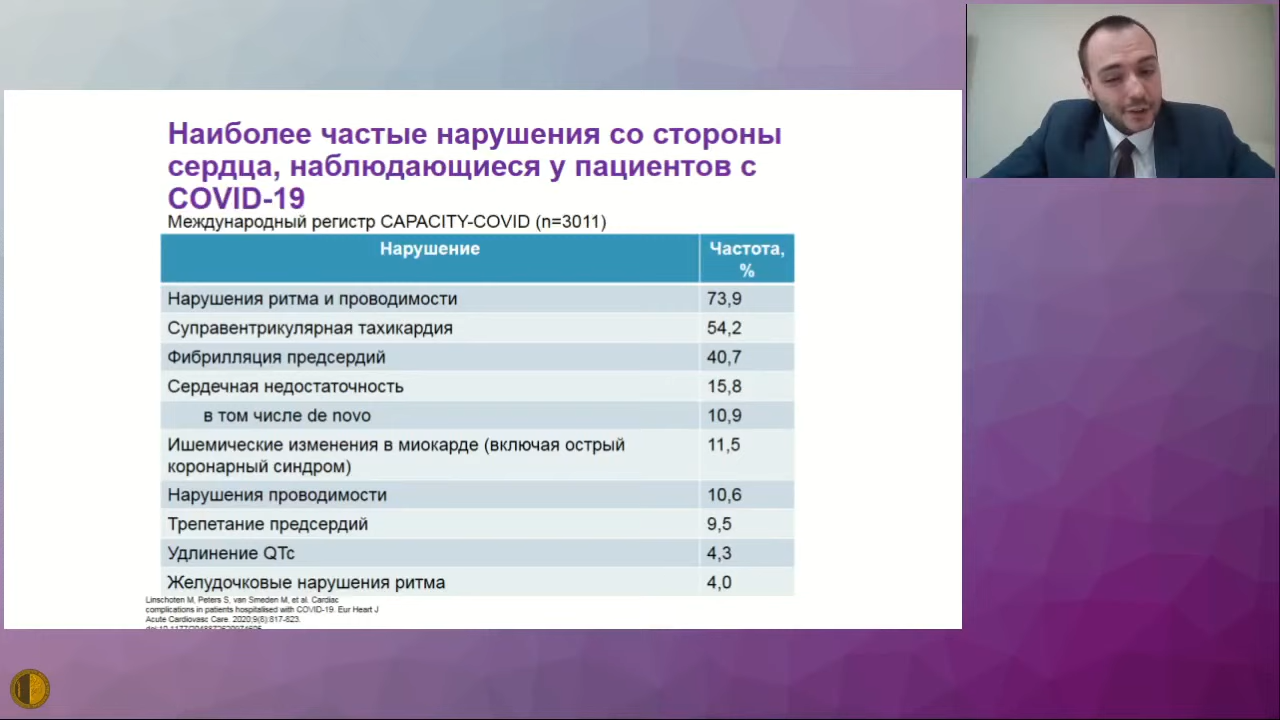 Наиболее частые нарушения со стороны
сердца, наблюдающиеся у пациентов с
COVID-19
Международный регистр CAPACITY-COVID (n=3011)
Нарушение
Частота,
%
Нарушения ритма и проводимости 73,9
Суправентрикулярная тахикардия 54,2
Фибрилляция предсердий 40,7
Сердечная недостаточность 15,8
в том числе de novo 10,9
Ишемические изменения в миокарде (включая острый 11,5
коронарный синдром)
Нарушения проводимости 10,6
Трепетание предсердий 9,5
Удлинение QTc 4,3
Желудочковые нарушения ритма 4,0
Linschoten M, Peters S, van Smeden M, et al. Cardiac
complications in patients hospitalised with COVID-19. Eur Heart J
Acute Cardiovasc Care. 2020;9(8):817-823.